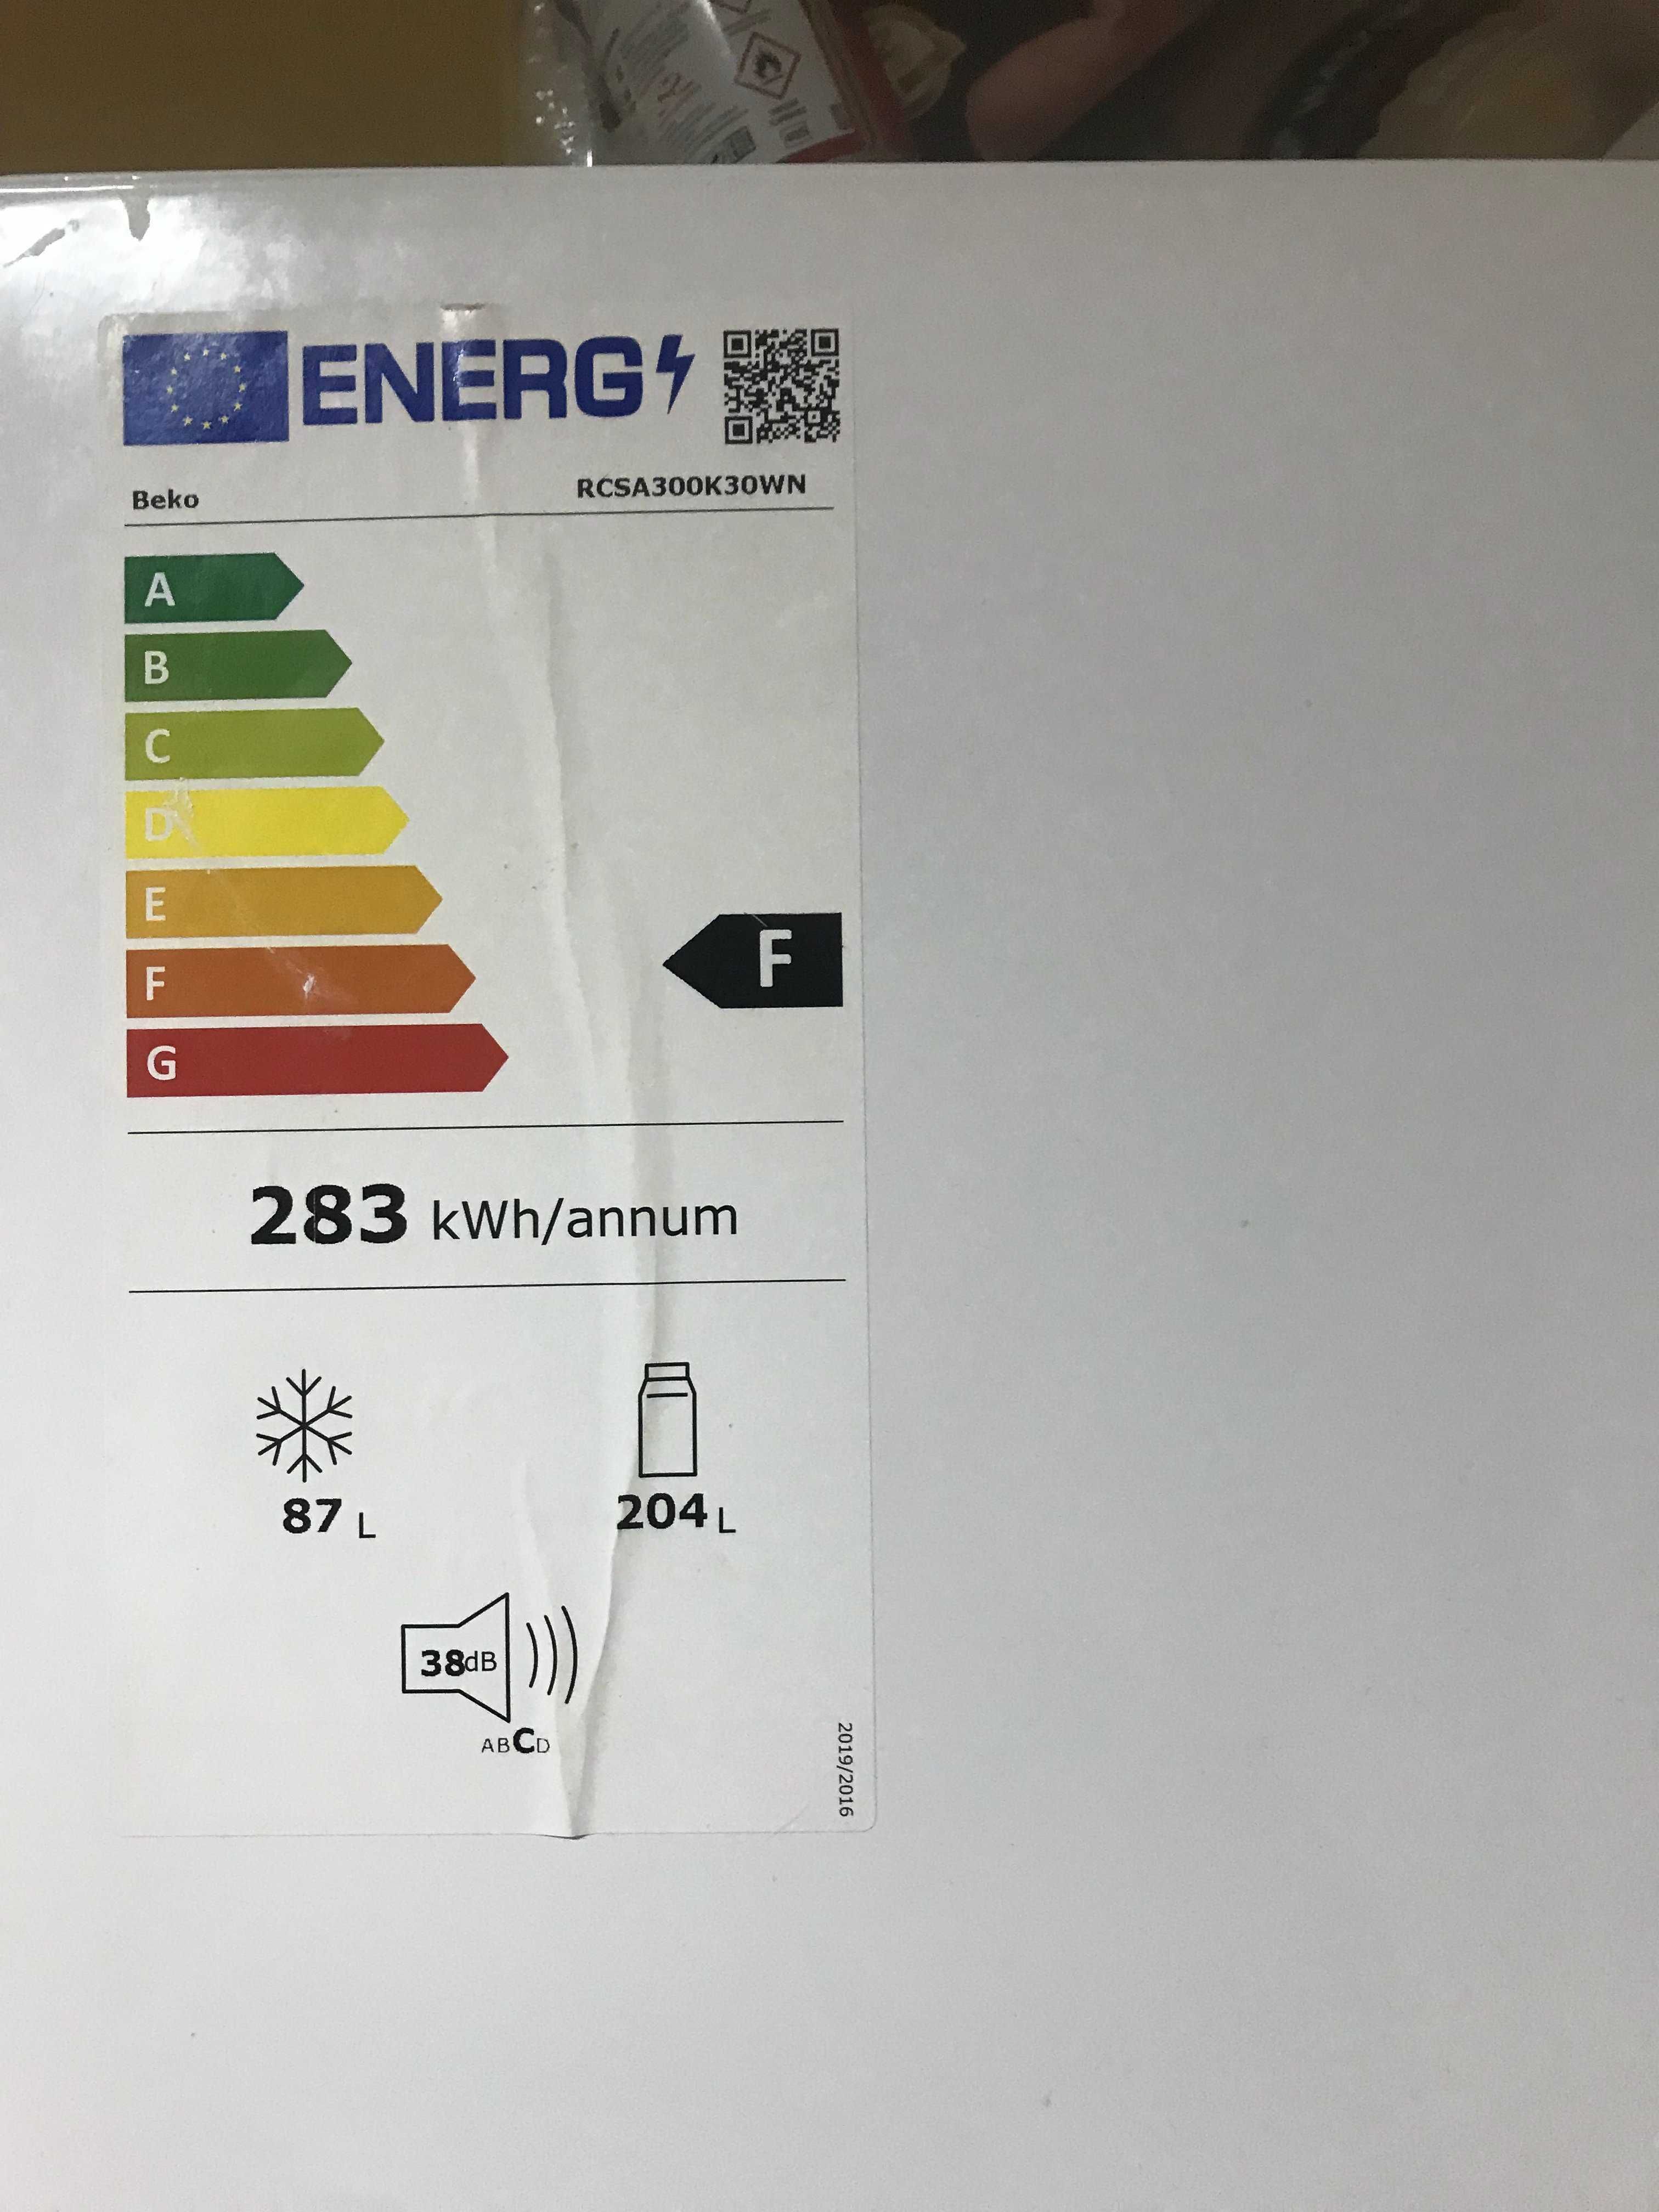 ENERG
Beko RCSA300K30WN
A
B
C
D
E
F
F
G
283 kWh/annum
87 L 204 L
38dB
ABCD
2019/2016